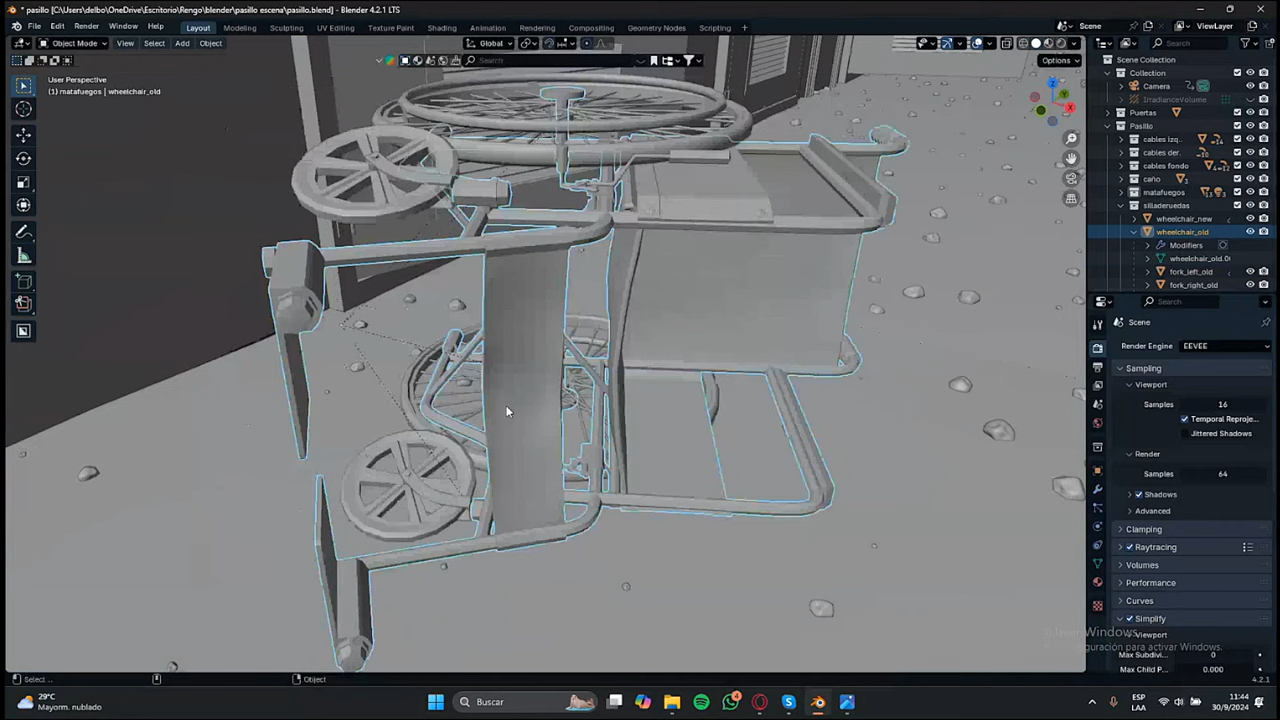 * pasillo [C:\Users\delbo\OneDrive\Escritorio\Rengo\blender\pasillo escena\pasillo.blend] - Blender 4.2.1 LTS
File Edit Render Window Help Layout Modeling Sculpting UV Editing Texture Paint Shading Animation Rendering Compositing Geometry Nodes Scripting + Scene ViewLayer
Object Mode View Select Add Object Global Search
Search Options
User Perspective
(1) matafuegos | wheelchair_old
Scene Collection
Collection
Camera
IrradianceVolume
Puertas
Pasillo
cables izq.
cables der.
cables fondo
caño
matafuegos
silladeruedas
wheelchair_new
wheelchair_old
Modifiers
fork_left_old
fork_right_old
Search
Scene
Render Engine EEVEE
Sampling
Viewport
Samples 16
Temporal Reproje...
Jittered Shadows
Render
Samples 64
Shadows
Advanced
Clamping
Raytracing
Volumes
Performance
Curves
Simplify
Viewport
Max Subdivi... 0
Max Child P... 0.000
Select ... Object 4.2.1
29°C
Mayorm. nublado
Buscar
4
ESP
LAA
11:44
30/9/2024